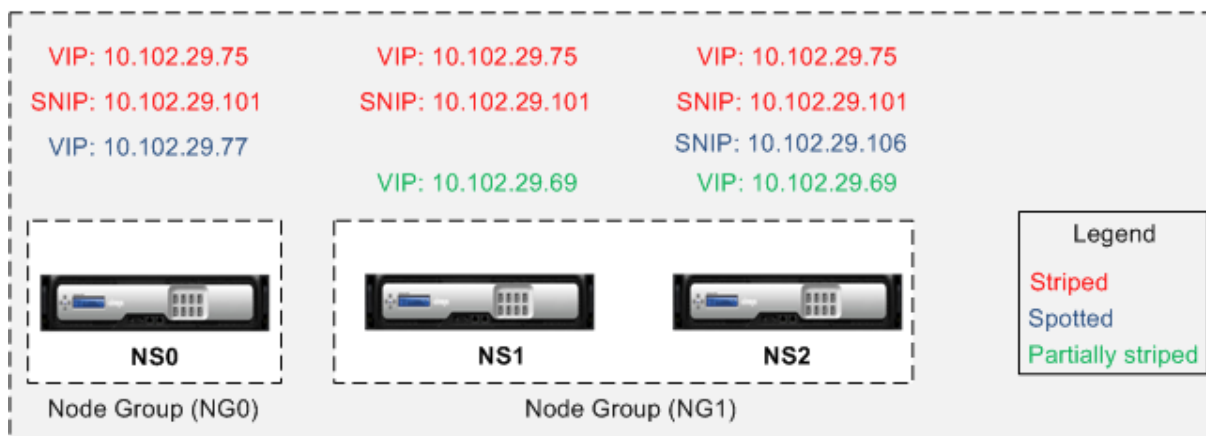 VIP: 10.102.29.75
VIP: 10.102.29.75
VIP: 10.102.29.75
SNIP: 10.102.29.101
SNIP: 10.102.29.101
SNIP: 10.102.29.101
VIP: 10.102.29.77
SNIP: 10.102.29.106
VIP: 10.102.29.69
VIP: 10.102.29.69
NS0
NS1
NS2
Node Group (NG0)
Node Group (NG1)
Legend
Striped
Spotted
Partially striped